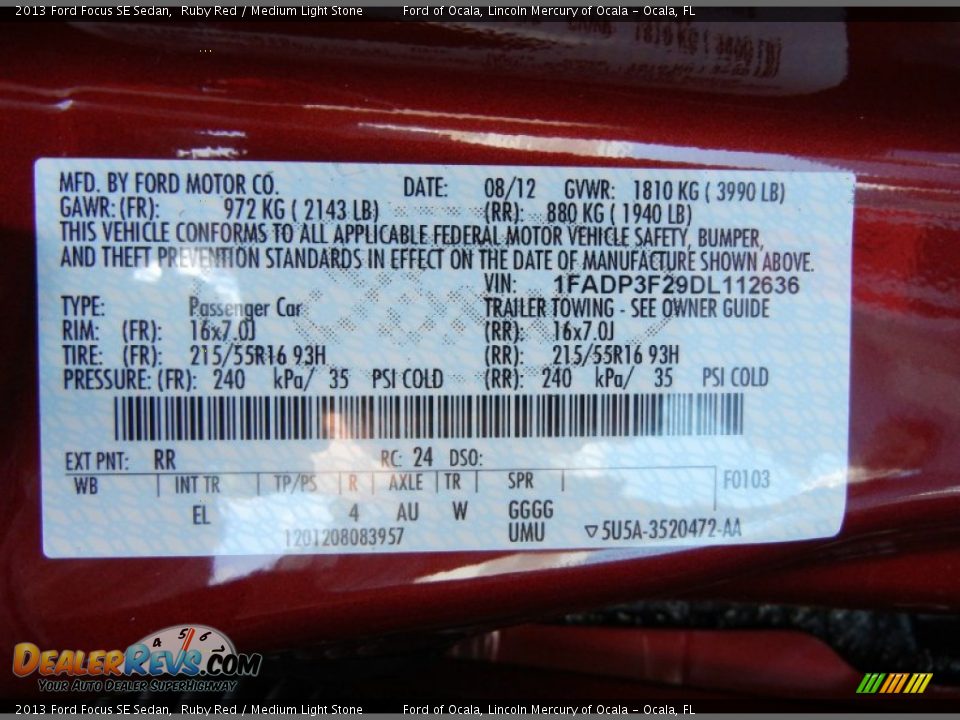 2013 Ford Focus SE Sedan, Ruby Red / Medium Light Stone Ford of Ocala, Lincoln Mercury of Ocala - Ocala, FL
MFD. BY FORD MOTOR CO. DATE: 08/12 GVWR: 1810 KG ( 3990 LB)
GAWR: (FR): 972 KG ( 2143 LB) (RR): 880 KG ( 1940 LB)
THIS VEHICLE CONFORMS TO ALL APPLICABLE FEDERAL MOTOR VEHICLE SAFETY, BUMPER,
AND THEFT PREVENTION STANDARDS IN EFFECT ON THE DATE OF MANUFACTURE SHOWN ABOVE.
VIN: 1FADP3F29DL112636
TYPE: Passenger Car TRAILER TOWING - SEE OWNER GUIDE
RIM: (FR): 16x7.0J (RR): 16x7.0J
TIRE: (FR): 215/55R16 93H (RR): 215/55R16 93H
PRESSURE: (FR): 240 kPa/ 35 PSI COLD (RR): 240 kPa/ 35 PSI COLD
EXT PNT: RR RC: 24 DSO:
WB INT TR TP/PS R AXLE TR SPR F0103
EL 4 AU W GGGG
1201208083957 UMU ▽5U5A-3520472-AA
4 5 6
DEALERREVS.COM
Your Auto Dealer SuperHighway
2013 Ford Focus SE Sedan, Ruby Red / Medium Light Stone Ford of Ocala, Lincoln Mercury of Ocala - Ocala, FL